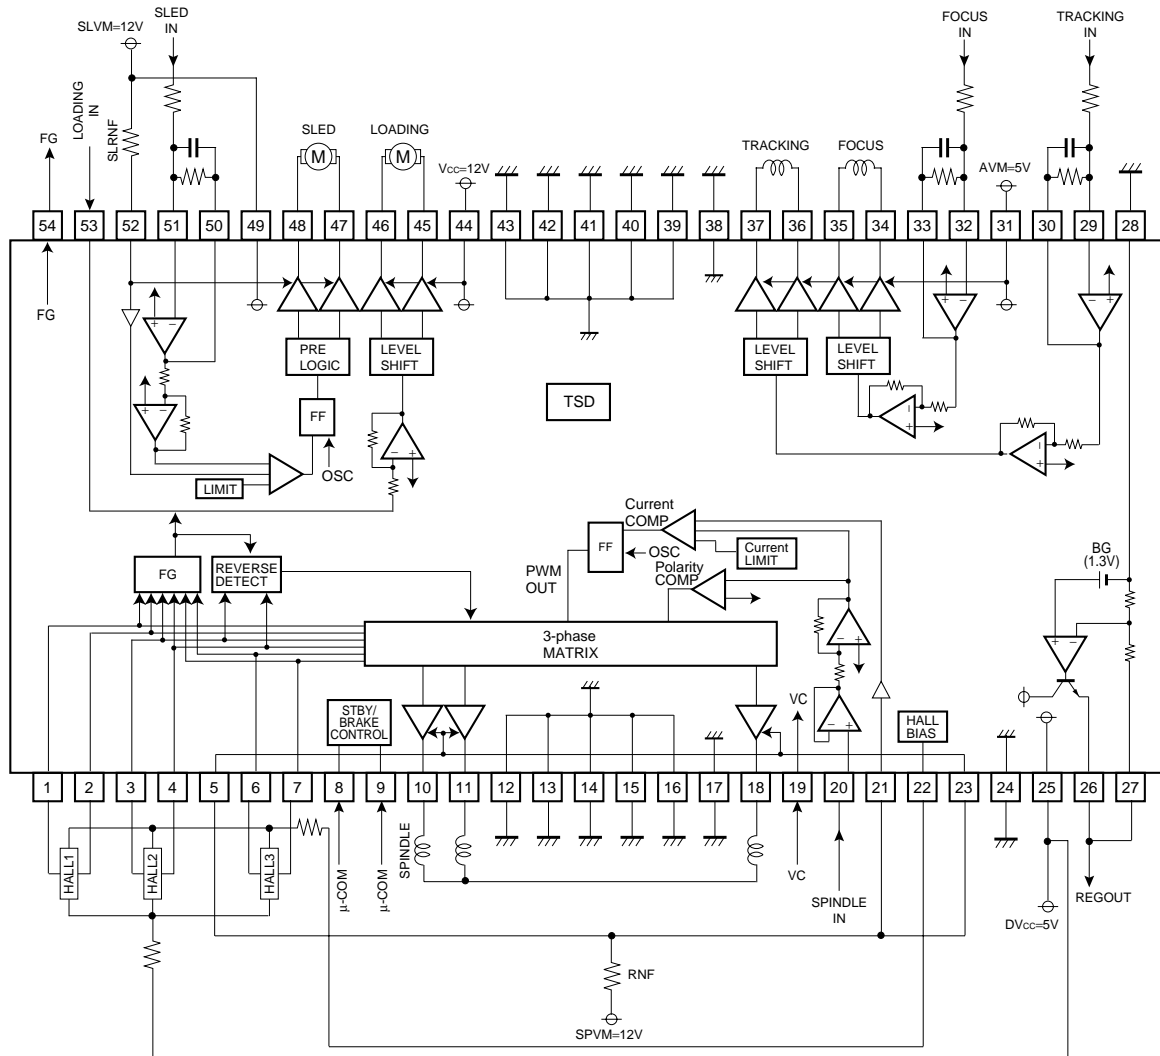 SLVM=12V
SLED
IN
FOCUS
IN
TRACKING
IN
FG
LOADING
IN
SLRNF
SLED
LOADING
M
M
Vcc=12V
TRACKING
FOCUS
AVM=5V
54
53
52
51
50
49
48
47
46
45
44
43
42
41
40
39
38
37
36
35
34
33
32
31
30
29
28
FG
+ −
PRE
LOGIC
LEVEL
SHIFT
LEVEL
SHIFT
LEVEL
SHIFT
+ −
− +
TSD
+ −
FF
OSC
LIMIT
− +
−
+
−
+
Current
COMP
FF
OSC
Current
LIMIT
PWM
OUT
Polarity
COMP
BG
(1.3V)
FG
REVERSE
DETECT
3-phase
MATRIX
− +
+ −
STBY/
BRAKE
CONTROL
VC
− +
HALL
BIAS
1
2
3
4
5
6
7
8
9
10
11
12
13
14
15
16
17
18
19
20
21
22
23
24
25
26
27
HALL1
HALL2
HALL3
μ-COM
μ-COM
SPINDLE
VC
SPINDLE
IN
DVcc=5V
REGOUT
RNF
SPVM=12V